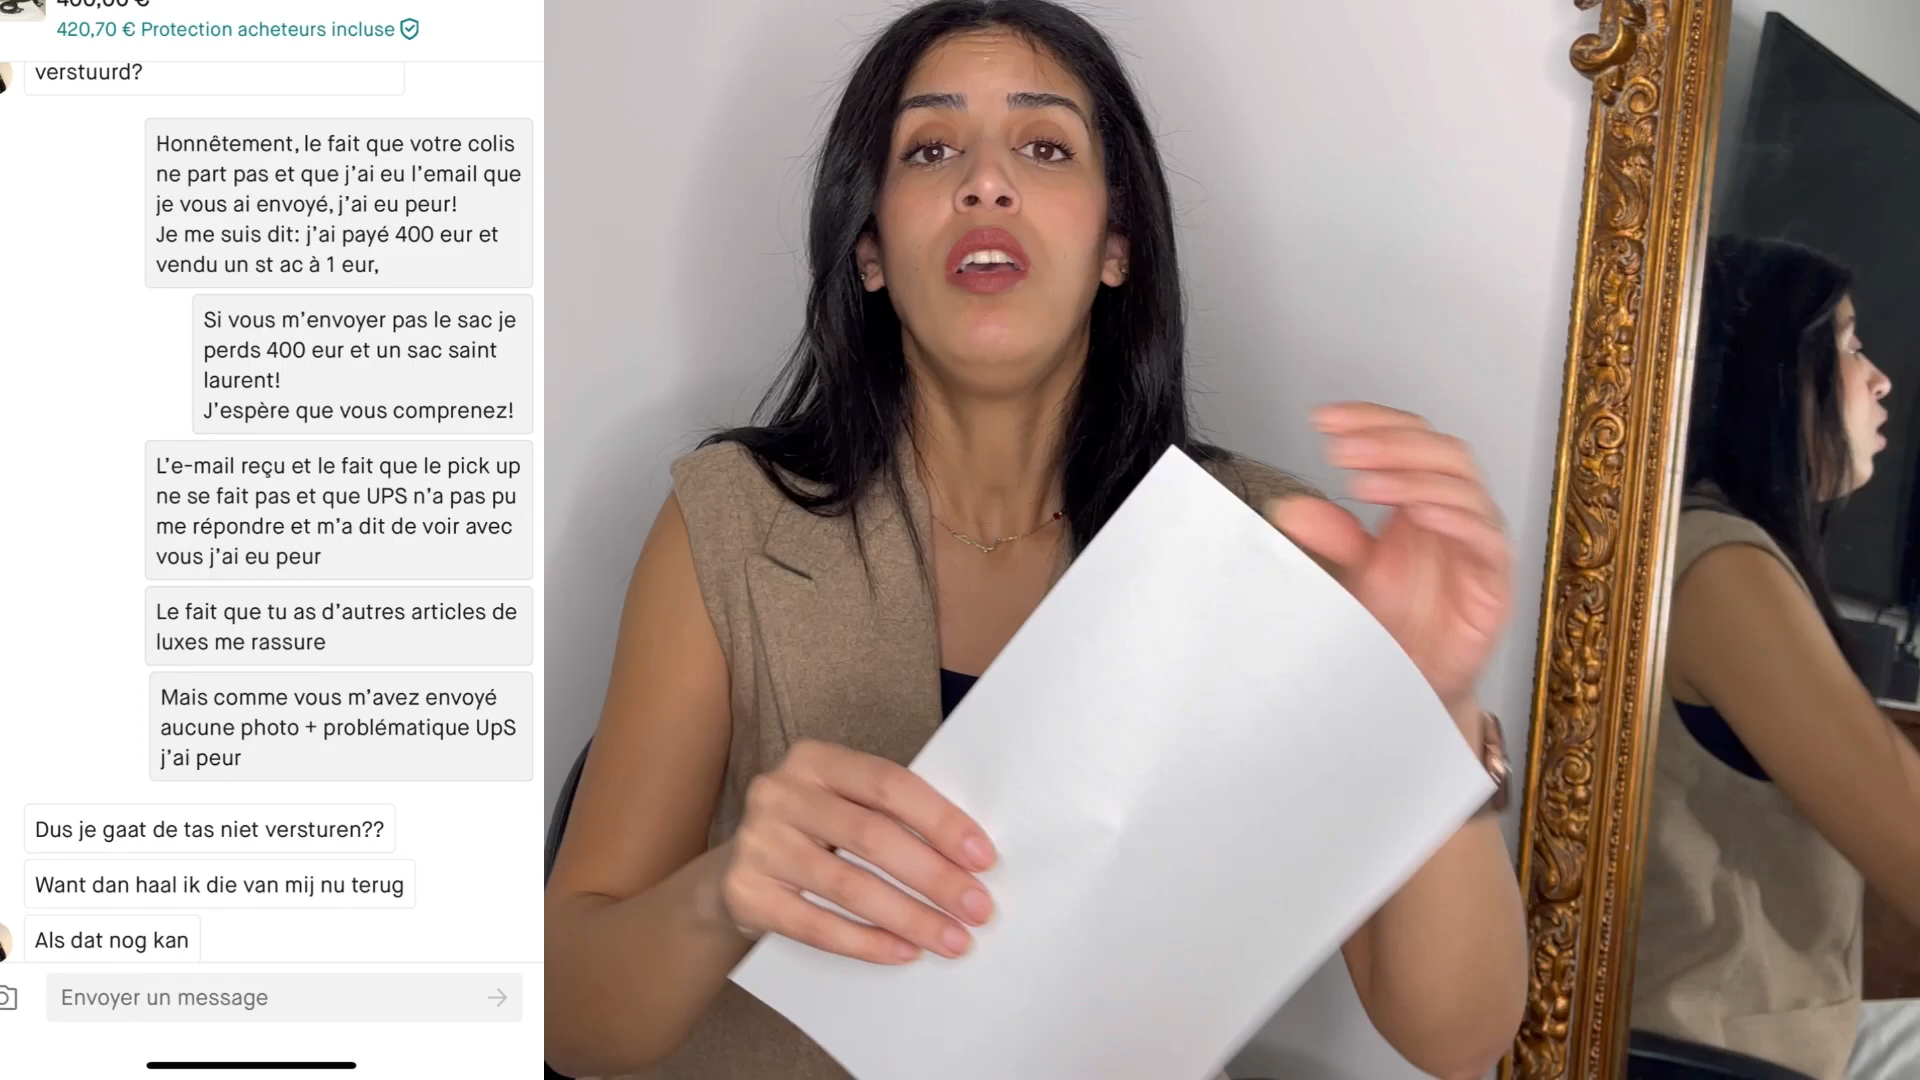 400,00 €
420,70 € Protection acheteurs incluse
verstuurd?
Honnêtement, le fait que votre colis
ne part pas et que j’ai eu l’email que
je vous ai envoyé, j’ai eu peur!
Je me suis dit: j’ai payé 400 eur et
vendu un st ac à 1 eur,
Si vous m’envoyer pas le sac je
perds 400 eur et un sac saint
laurent!
J’espère que vous comprenez!
L’e-mail reçu et le fait que le pick up
ne se fait pas et que UPS n’a pas pu
me répondre et m’a dit de voir avec
vous j’ai eu peur
Le fait que tu as d’autres articles de
luxes me rassure
Mais comme vous m’avez envoyé
aucune photo + problématique UpS
j’ai peur
Dus je gaat de tas niet versturen??
Want dan haal ik die van mij nu terug
Als dat nog kan
Envoyer un message